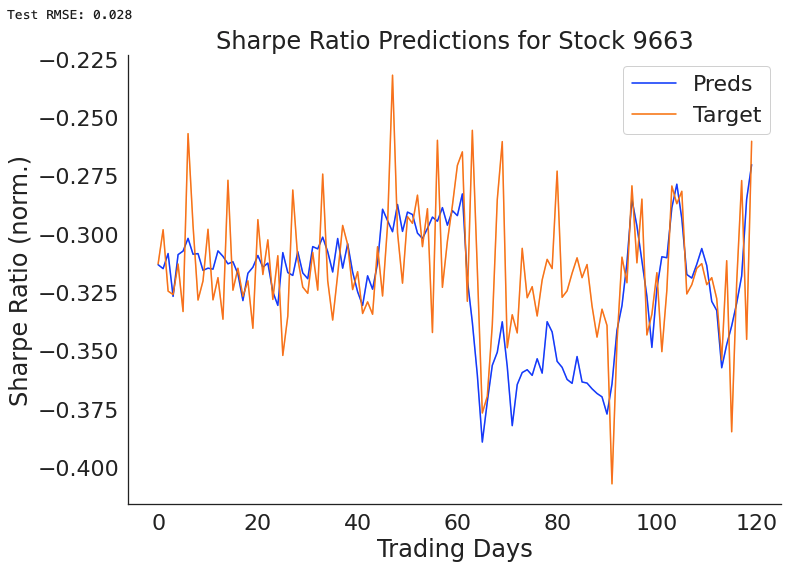 Test RMSE: 0.028
Sharpe Ratio Predictions for Stock 9663
−0.225
−0.250
−0.275
−0.300
−0.325
−0.350
−0.375
−0.400
Sharpe Ratio (norm.)
Preds
Target
0
20
40
60
80
100
120
Trading Days